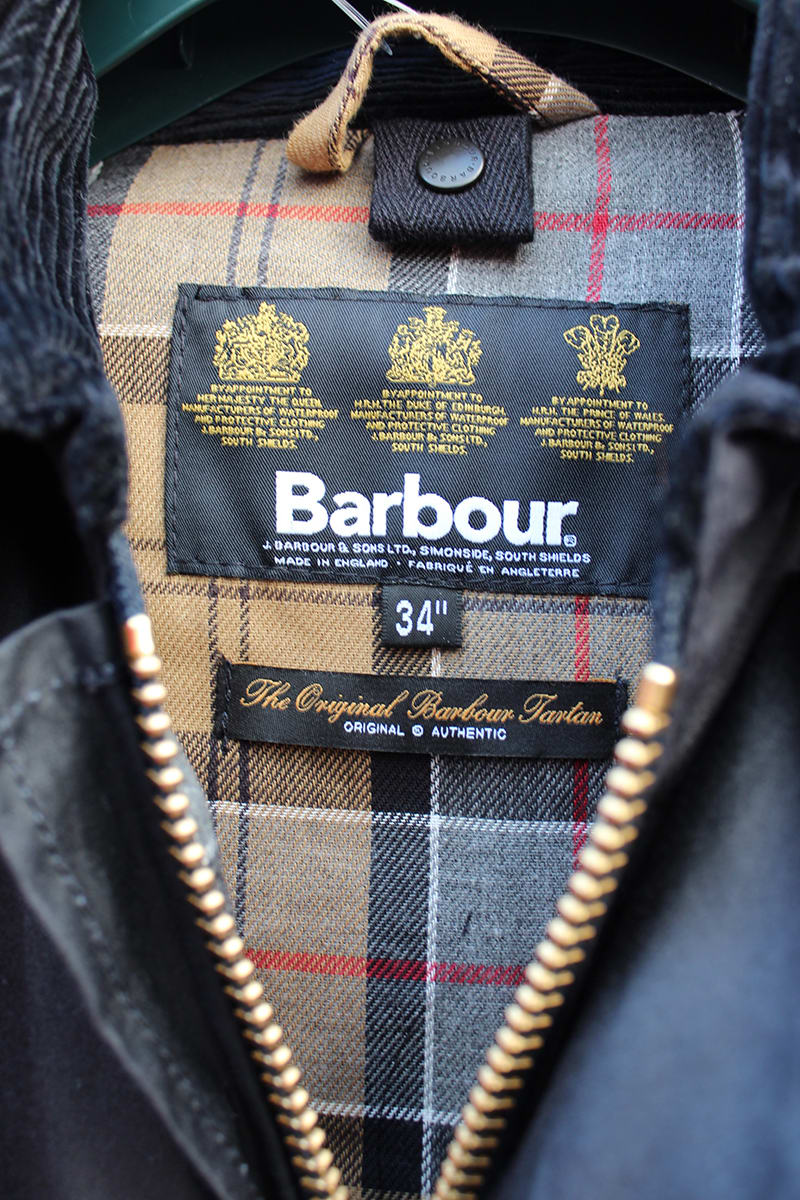 BARBOUR
BY APPOINTMENT TO
HER MAJESTY THE QUEEN,
MANUFACTURERS OF WATERPROOF
AND PROTECTIVE CLOTHING
J.BARBOUR & SONS LTD.,
SOUTH SHIELDS.
BY APPOINTMENT TO
H.R.H. THE DUKE OF EDINBURGH,
MANUFACTURERS OF WATERPROOF
AND PROTECTIVE CLOTHING
J.BARBOUR & SONS LTD.,
SOUTH SHIELDS.
BY APPOINTMENT TO
H.R.H. THE PRINCE OF WALES,
MANUFACTURERS OF WATERPROOF
AND PROTECTIVE CLOTHING
J.BARBOUR & SONS LTD.,
SOUTH SHIELDS.
Barbour®
J. BARBOUR & SONS LTD., SIMONSIDE, SOUTH SHIELDS
MADE IN ENGLAND · FABRIQUÉ EN ANGLETERRE
34"
The Original Barbour Tartan
ORIGINAL ® AUTHENTIC